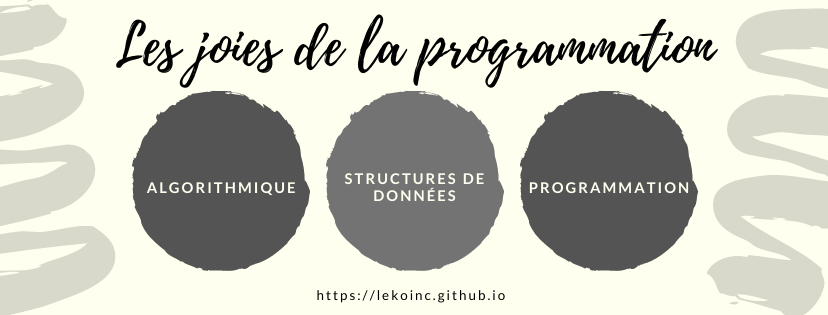 Les joies de la programmation
ALGORITHMIQUE
STRUCTURES DE
DONNÉES
PROGRAMMATION
https://lekoinc.github.io